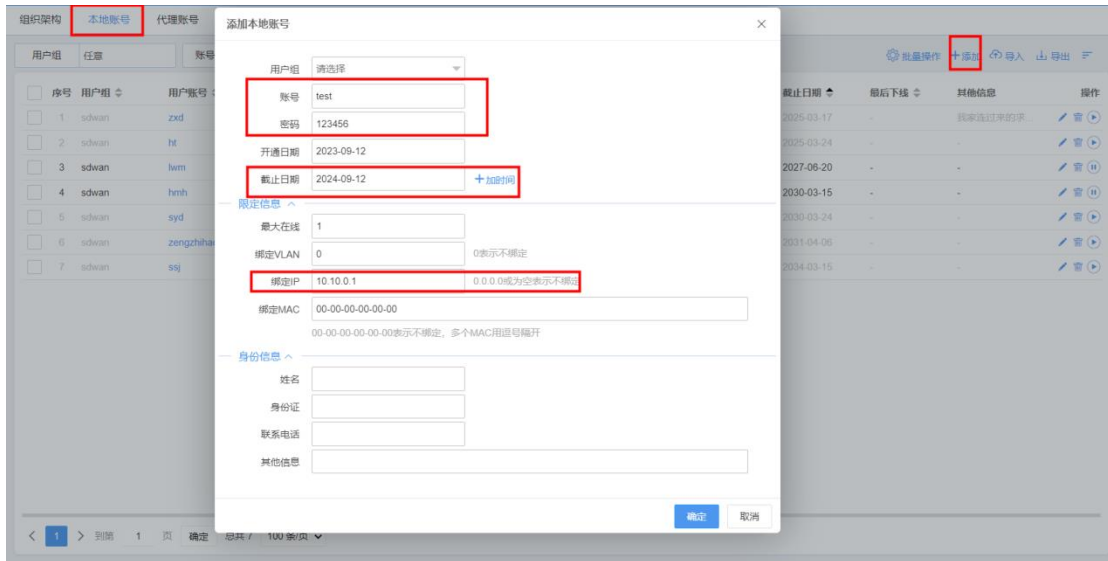 组织架构 本地账号 代理账号
添加本地账号 ×
用户组 任意 账号
批量操作 +添加 导入 导出
用户组 请选择
账号 test
密码 123456
开通日期 2023-09-12
截止日期 2024-09-12 +加时间
限定信息
最大在线 1
绑定VLAN 0 0表示不绑定
绑定IP 10.10.0.1 0.0.0.0或为空表示不绑定
绑定MAC 00-00-00-00-00-00
00-00-00-00-00-00表示不绑定，多个MAC用逗号隔开
身份信息
姓名
身份证
联系电话
其他信息
确定 取消
序号 用户组 用户账号 截止日期 最后下线 其他信息 操作
1 sdwan zxd 2025-03-17 -
2 sdwan ht 2025-03-24 - -
3 sdwan lwm 2027-06-20 - -
4 sdwan hmh 2030-03-15 - -
5 sdwan syd 2030-03-24 - -
6 sdwan zengzhihao 2031-04-06 - -
7 sdwan ssj 2034-03-15 - -
< 1 > 到第 1 页 确定 总共 7 100 条/页